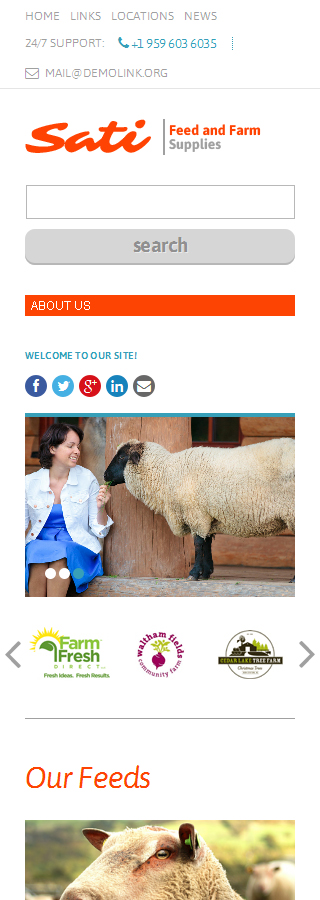 HOME LINKS LOCATIONS NEWS
24/7 SUPPORT: +1 959 603 6035
MAIL@DEMOLINK.ORG
Sati
Feed and Farm
Supplies
search
ABOUT US
WELCOME TO OUR SITE!
Farm
Fresh
DIRECT
Fresh Ideas. Fresh Results.
waltham fields
community farm
CEDAR LAKE TREE FARM
Christmas Trees
Our Feeds